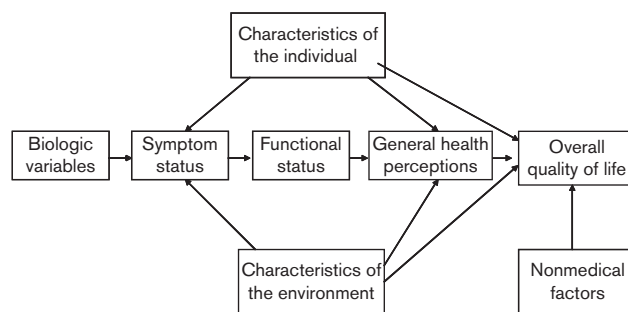 Characteristics of
the individual
Biologic
variables
Symptom
status
Functional
status
General health
perceptions
Overall
quality of life
Characteristics of
the environment
Nonmedical
factors